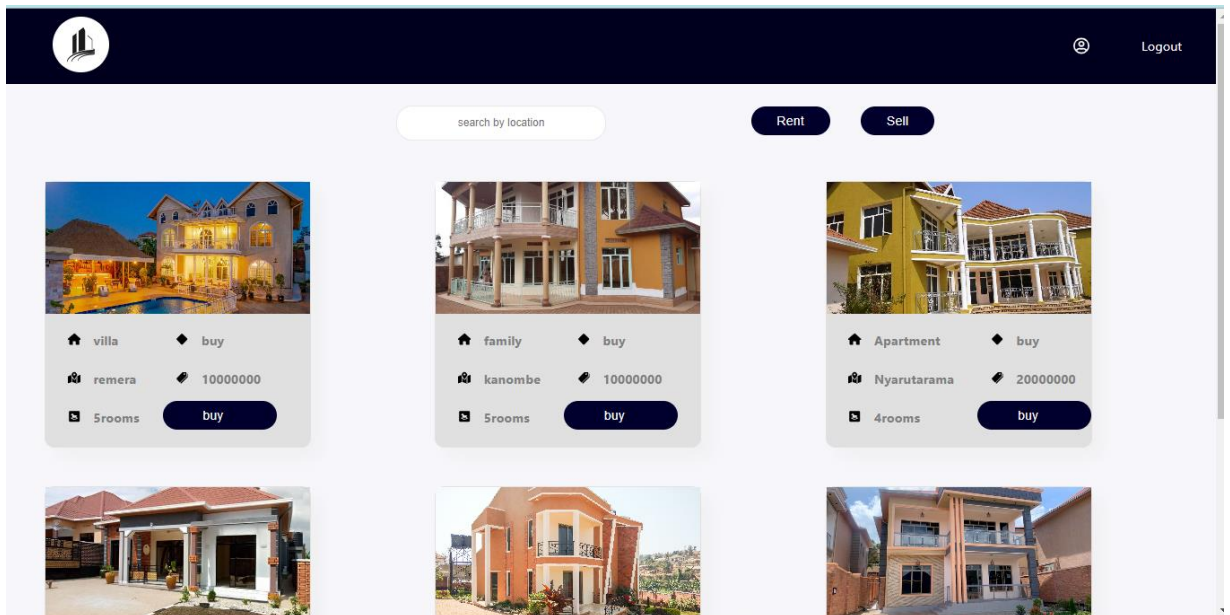 Logout
search by location
Rent
Sell
villa buy
remera 10000000
5rooms buy
family buy
kanombe 10000000
5rooms buy
Apartment buy
Nyarutarama 20000000
4rooms buy